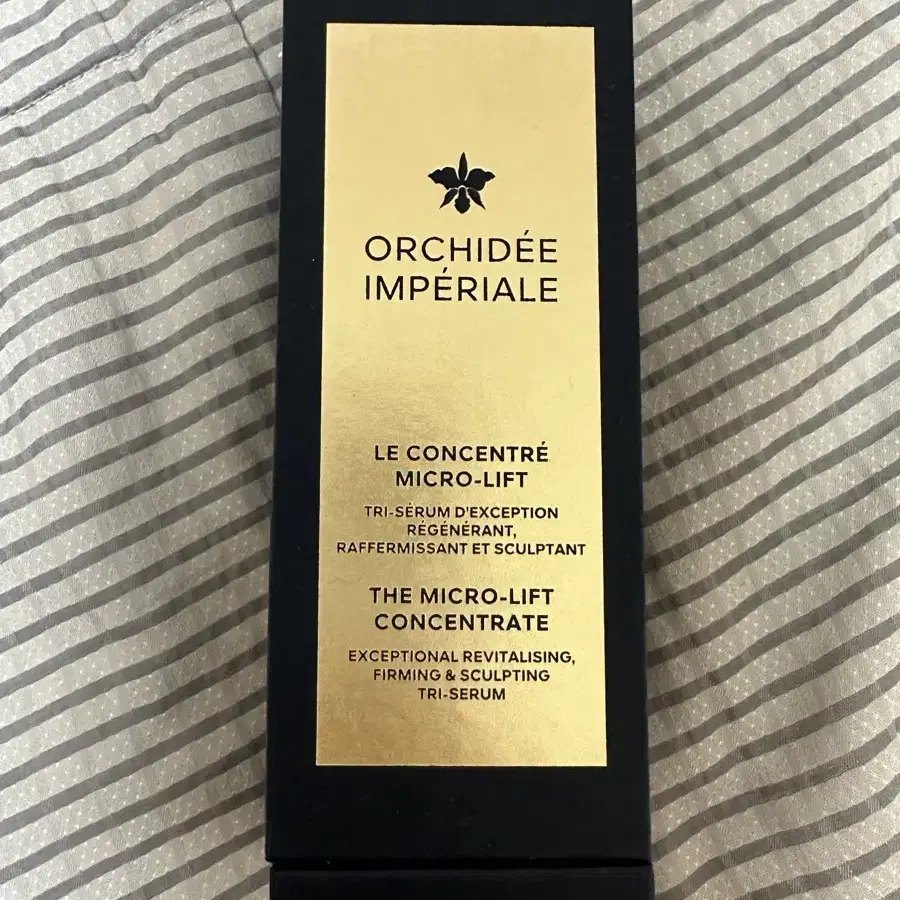 ORCHIDÉE
IMPÉRIALE
LE CONCENTRÉ
MICRO-LIFT
TRI-SÉRUM D'EXCEPTION
RÉGÉNÉRANT,
RAFFERMISSANT ET SCULPTANT
THE MICRO-LIFT
CONCENTRATE
EXCEPTIONAL REVITALISING,
FIRMING & SCULPTING
TRI-SERUM